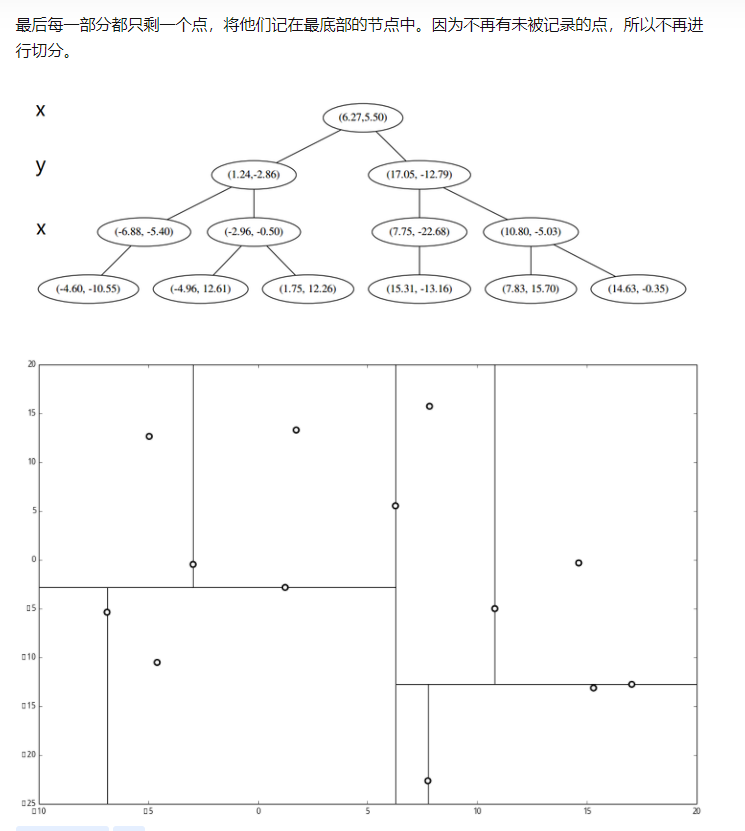 最后每一部分都只剩一个点，将他们记在最底部的节点中。因为不再有未被记录的点，所以不再进
行切分。
x
(6.27,5.50)
y
(1.24,-2.86) (17.05, -12.79)
x
(-6.88, -5.40) (-2.96, -0.50) (7.75, -22.68) (10.80, -5.03)
(-4.60, -10.55) (-4.96, 12.61) (1.75, 12.26) (15.31, -13.16) (7.83, 15.70) (14.63, -0.35)
20
15
10
5
0
▯5
▯10
▯15
▯20
▯25
▯10 ▯5 0 5 10 15 20